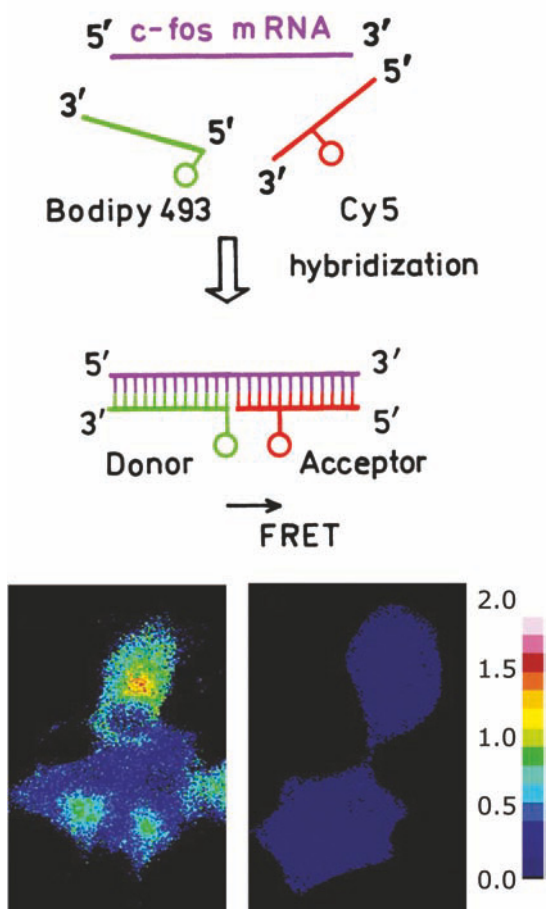 5′ c-fos mRNA 3′
3′ 5′ 5′
3′
Bodipy 493 Cy5
hybridization
5′ 3′
3′ 5′
Donor Acceptor
FRET
2.0
1.5
1.0
0.5
0.0